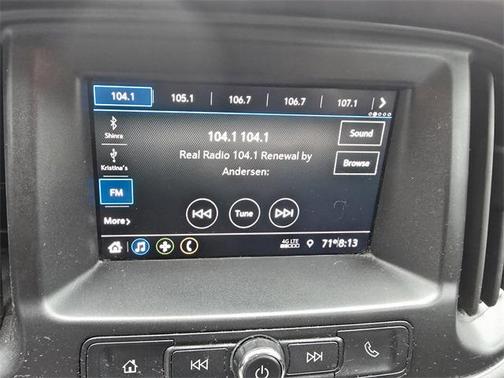 104.1 105.1 106.7 106.7 107.1
Shinra
Kristina's
FM
More
104.1 104.1
Real Radio 104.1 Renewal by
Andersen:
Sound
Browse
Tune
4G LTE
71° 8:13